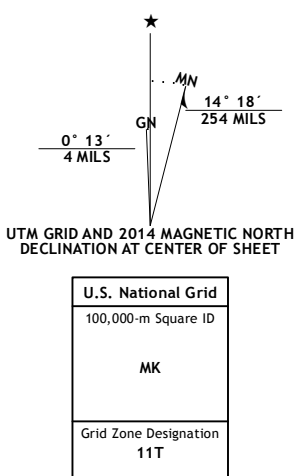 ★
MN
GN
14° 18´
254 MILS
0° 13´
4 MILS
UTM GRID AND 2014 MAGNETIC NORTH
DECLINATION AT CENTER OF SHEET
U.S. National Grid
100,000-m Square ID
MK
Grid Zone Designation
11T